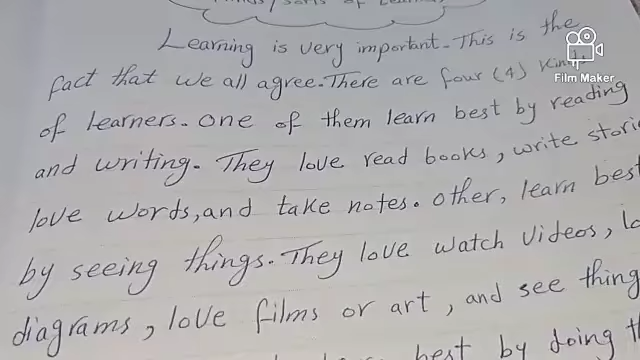 Learning is very important. This is the
fact that we all agree. There are four (4) Kinds
of learners. One of them learn best by reading
and writing. They love read books, write
love words, and take notes. Other, learn best
by seeing things. They love watch videos,
diagrams, love films or art, and see
best by doing
Film Maker